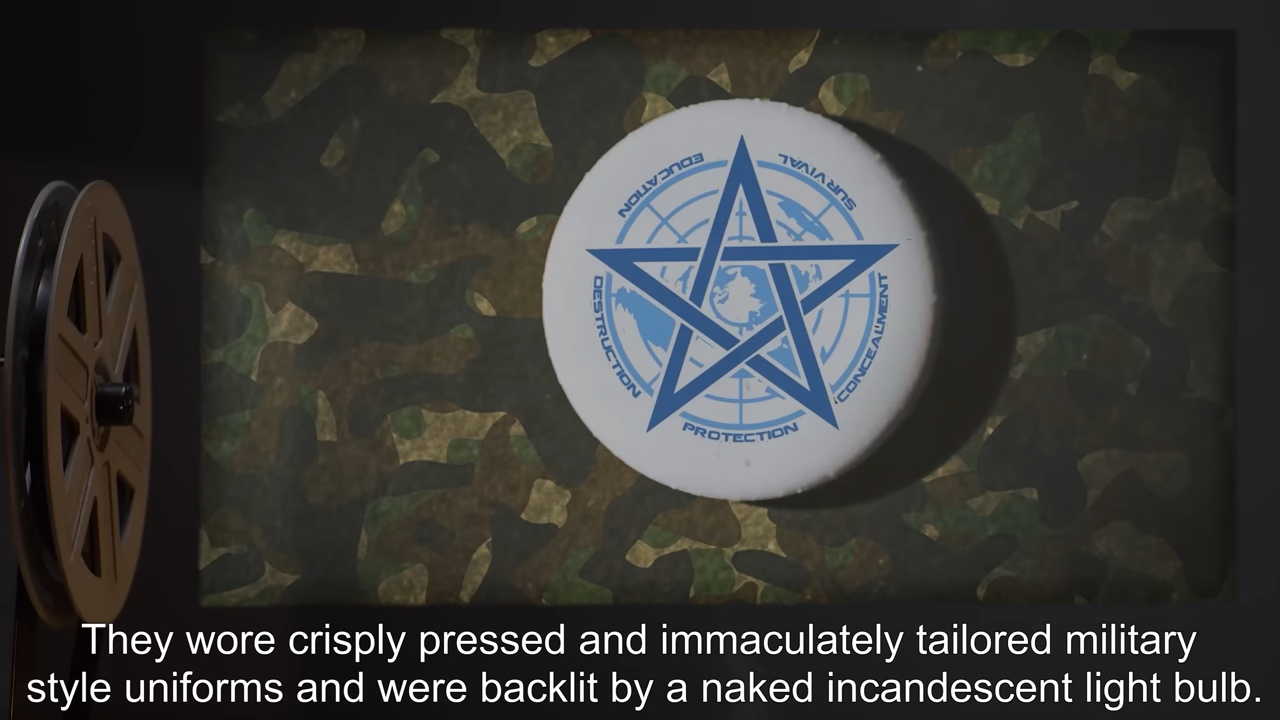 EDUCATION
SURVIVAL
DESTRUCTION
CONCEALMENT
PROTECTION
They wore crisply pressed and immaculately tailored military
style uniforms and were backlit by a naked incandescent light bulb.